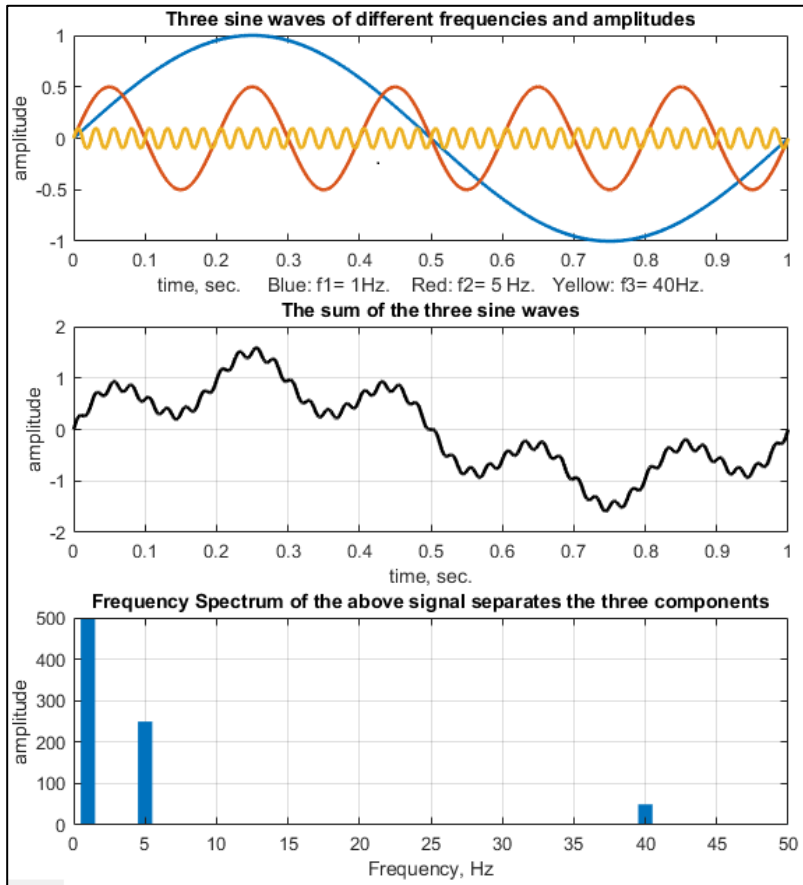 Three sine waves of different frequencies and amplitudes
amplitude
1
0.5
0
-0.5
-1
0 0.1 0.2 0.3 0.4 0.5 0.6 0.7 0.8 0.9 1
time, sec. Blue: f1= 1Hz. Red: f2= 5 Hz. Yellow: f3= 40Hz.
The sum of the three sine waves
amplitude
2
1
0
-1
-2
0 0.1 0.2 0.3 0.4 0.5 0.6 0.7 0.8 0.9 1
time, sec.
Frequency Spectrum of the above signal separates the three components
amplitude
500
400
300
200
100
0
0 5 10 15 20 25 30 35 40 45 50
Frequency, Hz